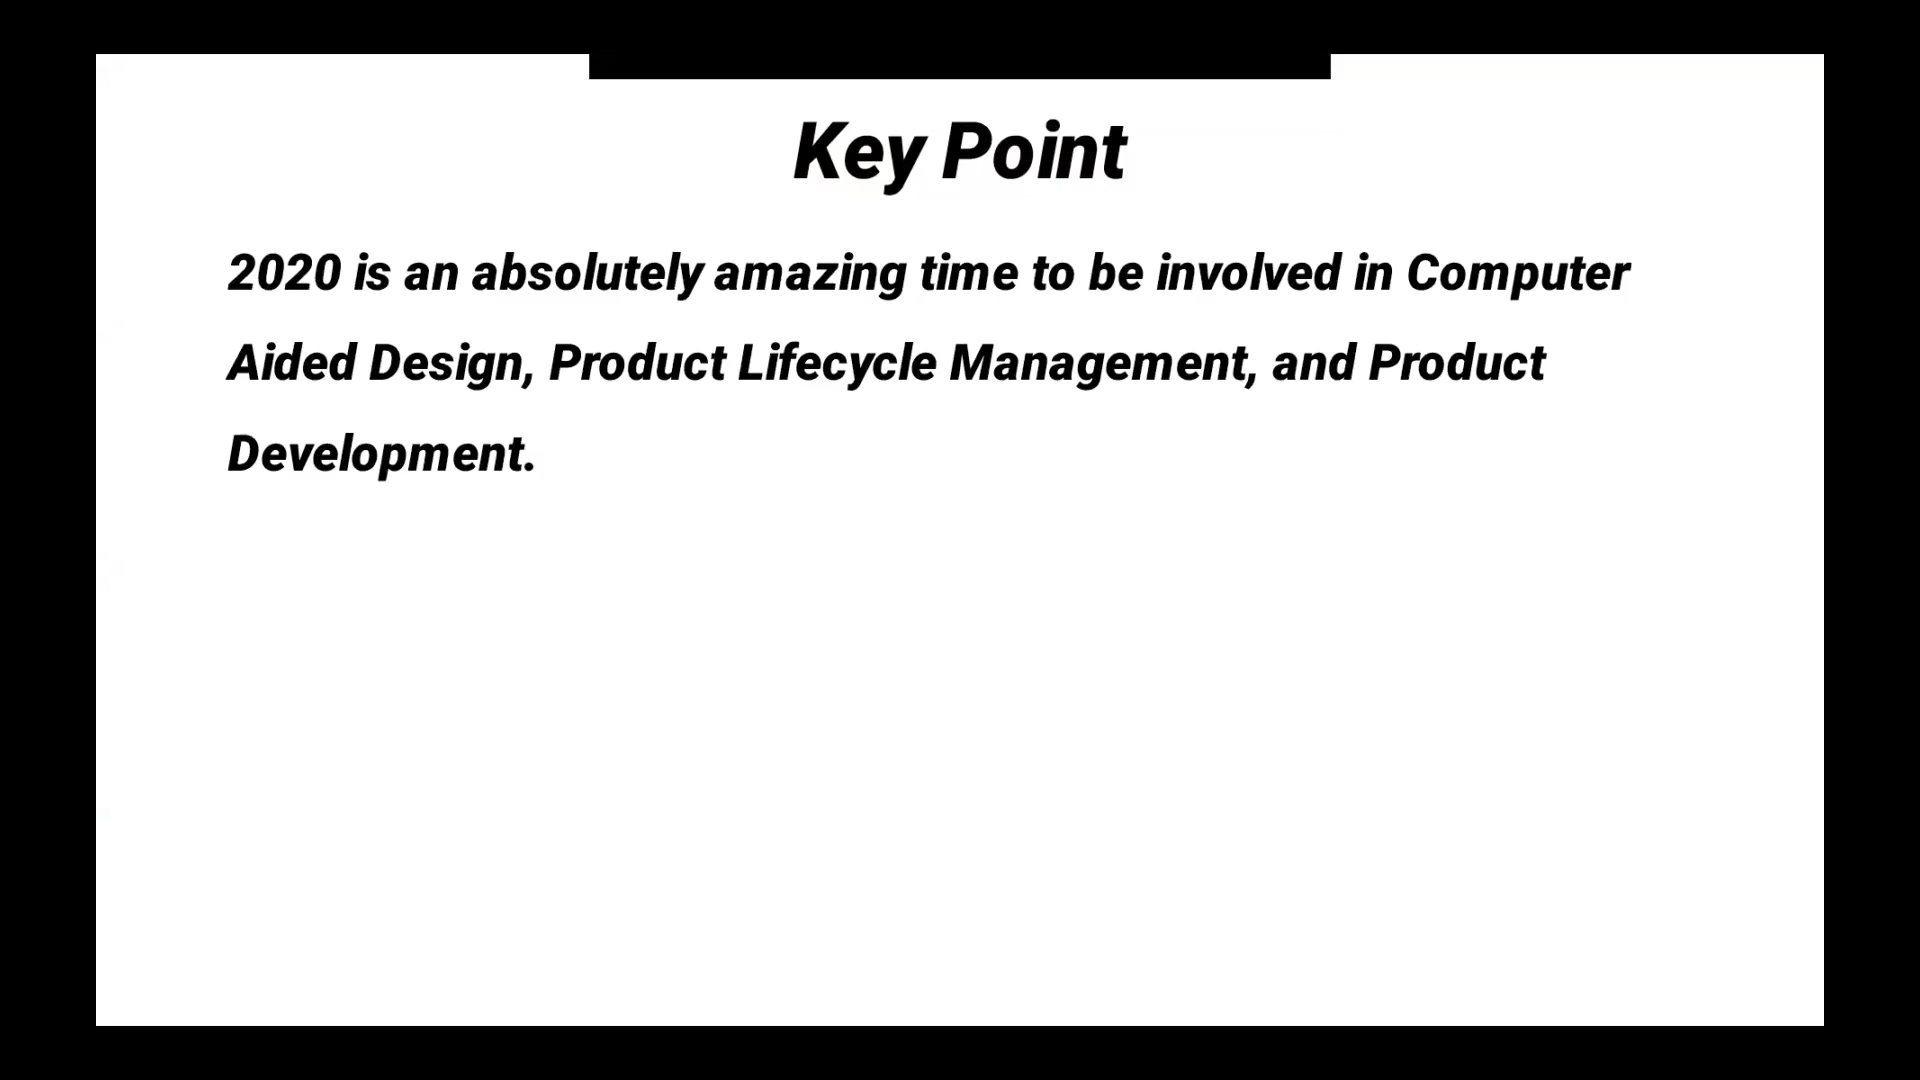 Key Point
2020 is an absolutely amazing time to be involved in Computer
Aided Design, Product Lifecycle Management, and Product
Development.